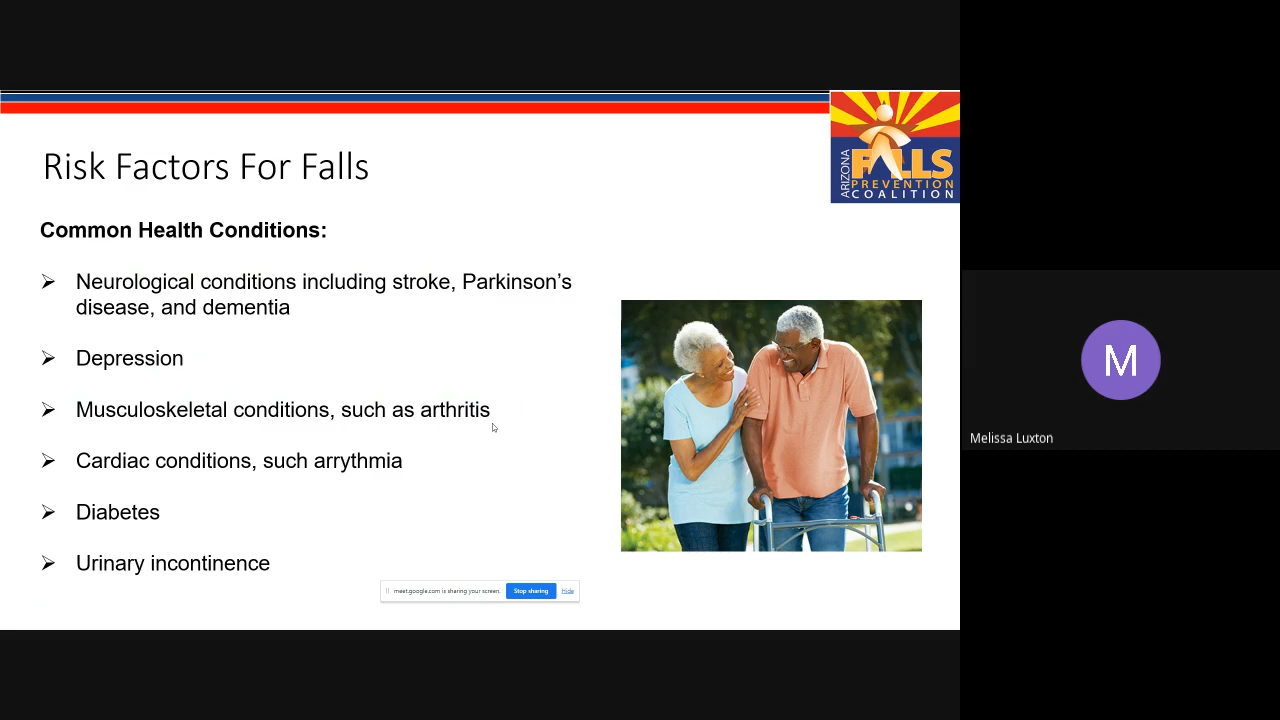 ARIZONA
FALLS
PREVENTION
COALITION
Risk Factors For Falls
Common Health Conditions:
Neurological conditions including stroke, Parkinson’s
disease, and dementia
Depression
Musculoskeletal conditions, such as arthritis
Cardiac conditions, such arrythmia
Diabetes
Urinary incontinence
meet.google.com is sharing your screen. Stop sharing Hide
M
Melissa Luxton